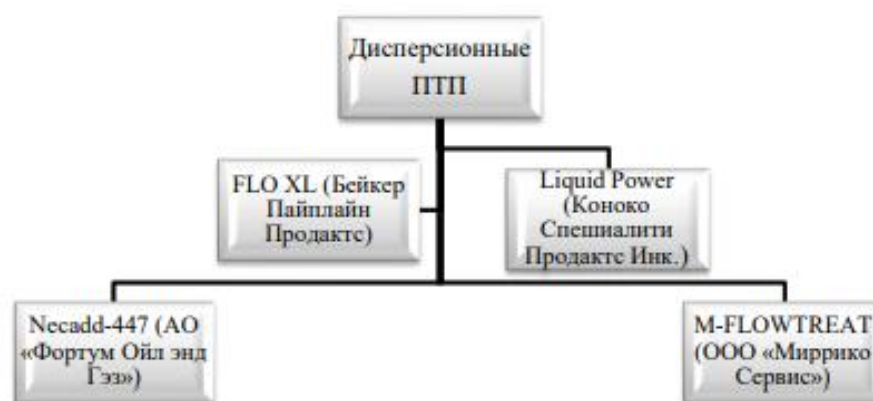 Дисперсионные
ПТП
FLO XL (Бейкер
Пайплайн
Продактс)
Liquid Power
(Коноко
Спешиалити
Продактс Инк.)
Necadd-447 (АО
«Фортум Ойл энд
Гэз»)
M-FLOWTREAT
(ООО «Миррико
Сервис»)